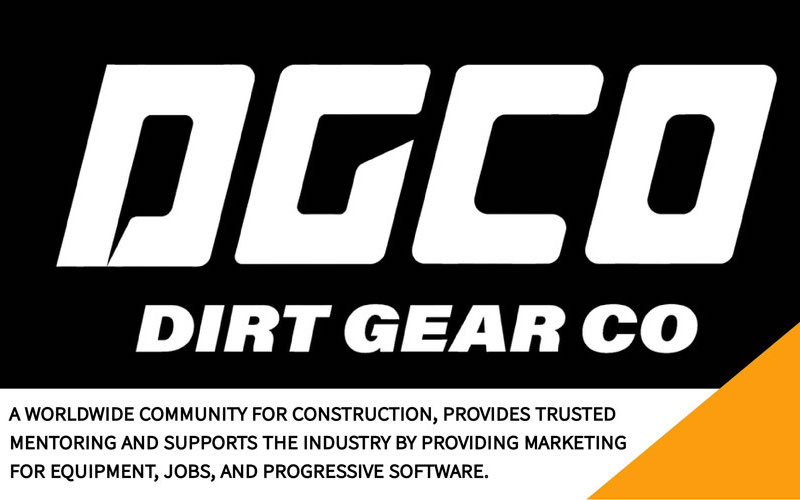 DGCO
DIRT GEAR CO
A WORLDWIDE COMMUNITY FOR CONSTRUCTION, PROVIDES TRUSTED
MENTORING AND SUPPORTS THE INDUSTRY BY PROVIDING MARKETING
FOR EQUIPMENT, JOBS, AND PROGRESSIVE SOFTWARE.